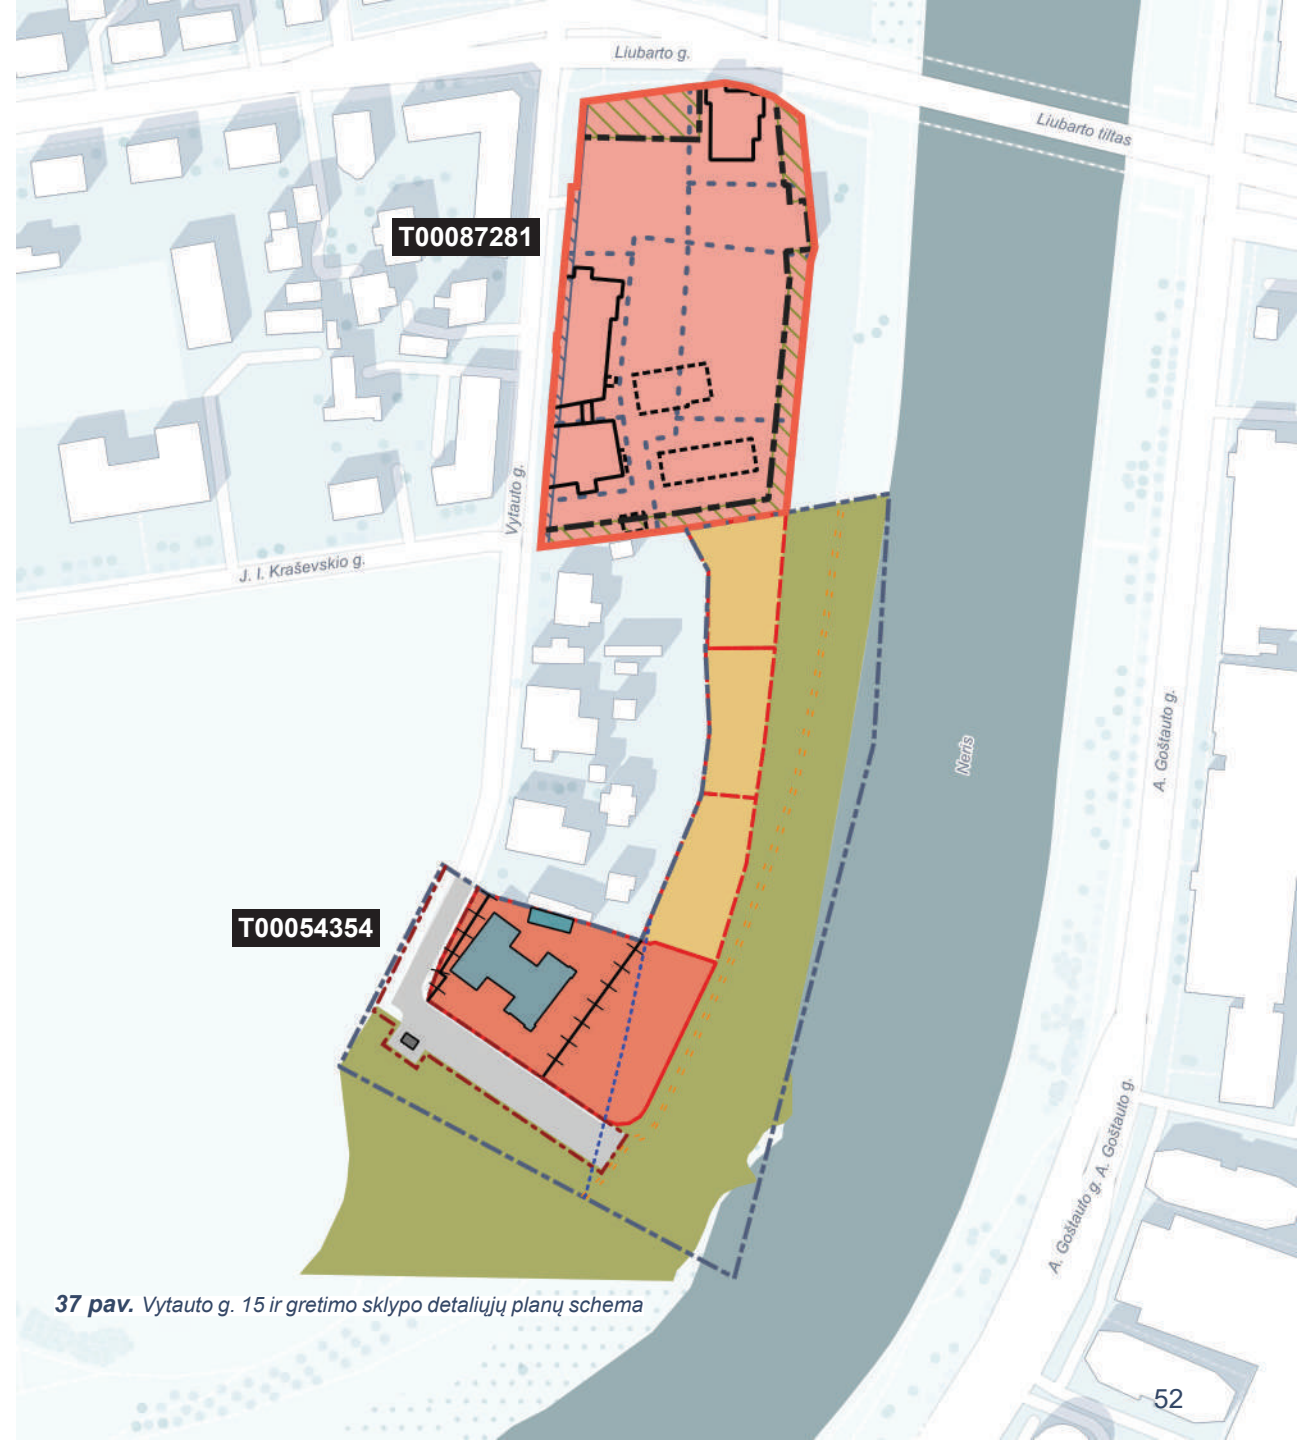 Liubarto g.
Liubarto tiltas
T00087281
Vytauto g.
J. I. Kraševskio g.
A. Goštauto g.
Neris
T00054354
A. Goštauto g.
A. Goštauto g.
37 pav. Vytauto g. 15 ir gretimo sklypo detaliųjų planų schema
52